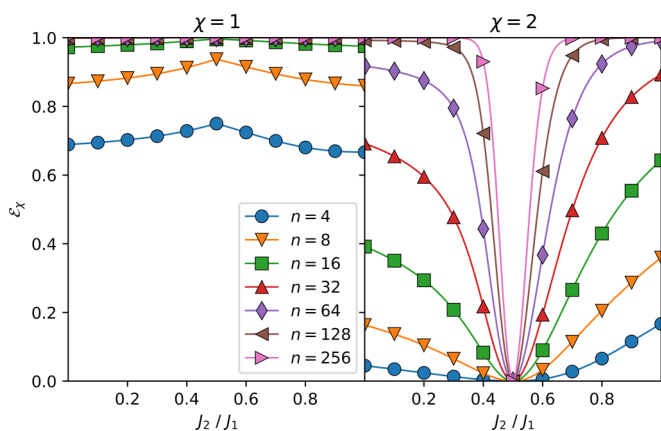 χ = 1
χ = 2
1.0
0.8
0.6
0.4
0.2
0.0
ℰχ
n = 4
n = 8
n = 16
n = 32
n = 64
n = 128
n = 256
0.2 0.4 0.6 0.8
0.2 0.4 0.6 0.8
J₂ / J₁
J₂ / J₁